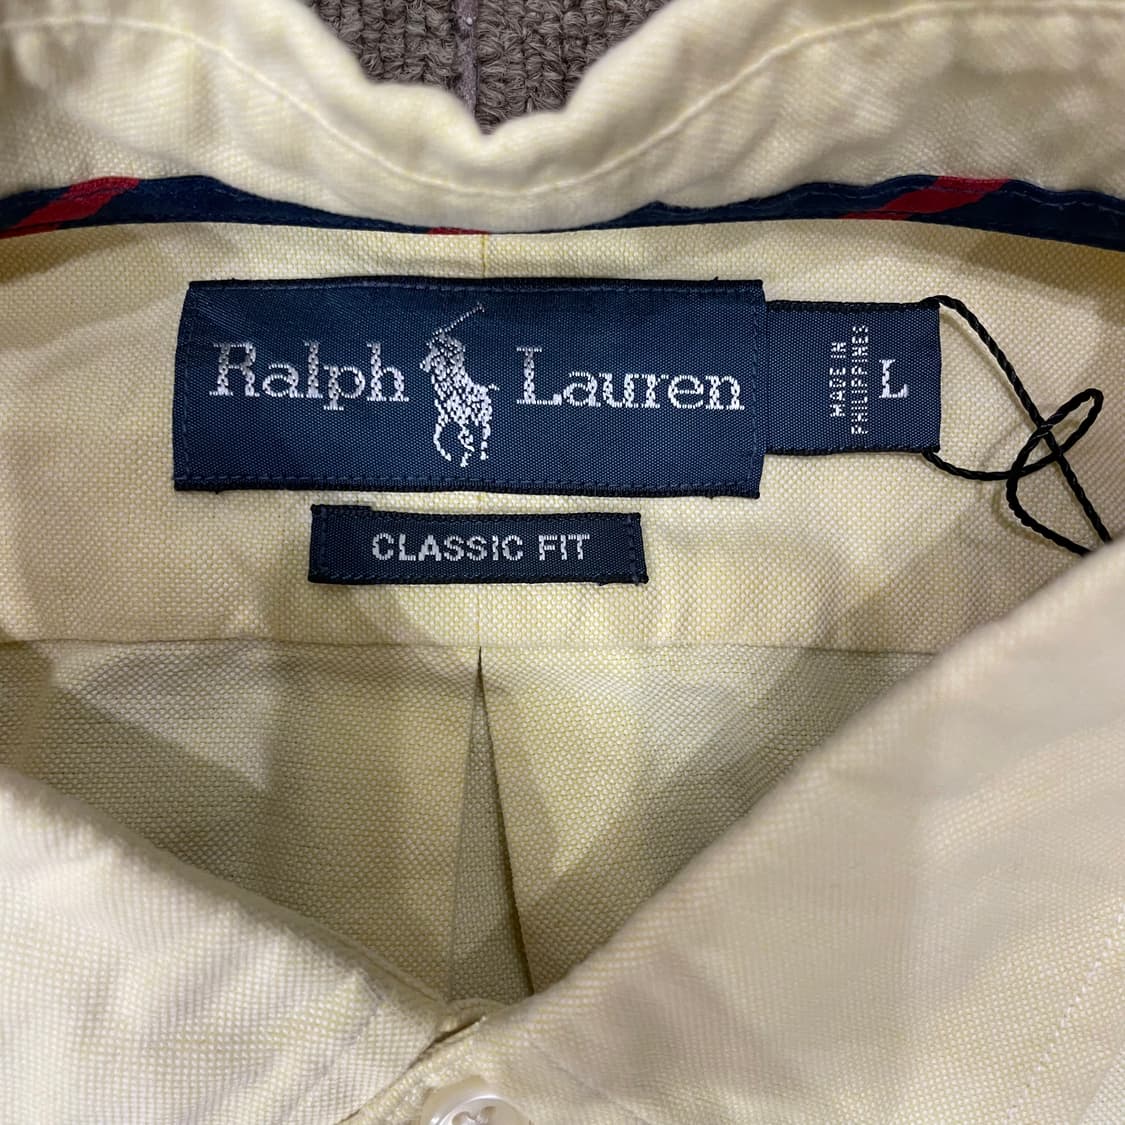 Ralph Lauren
MADE IN
PHILIPPINES
L
CLASSIC FIT